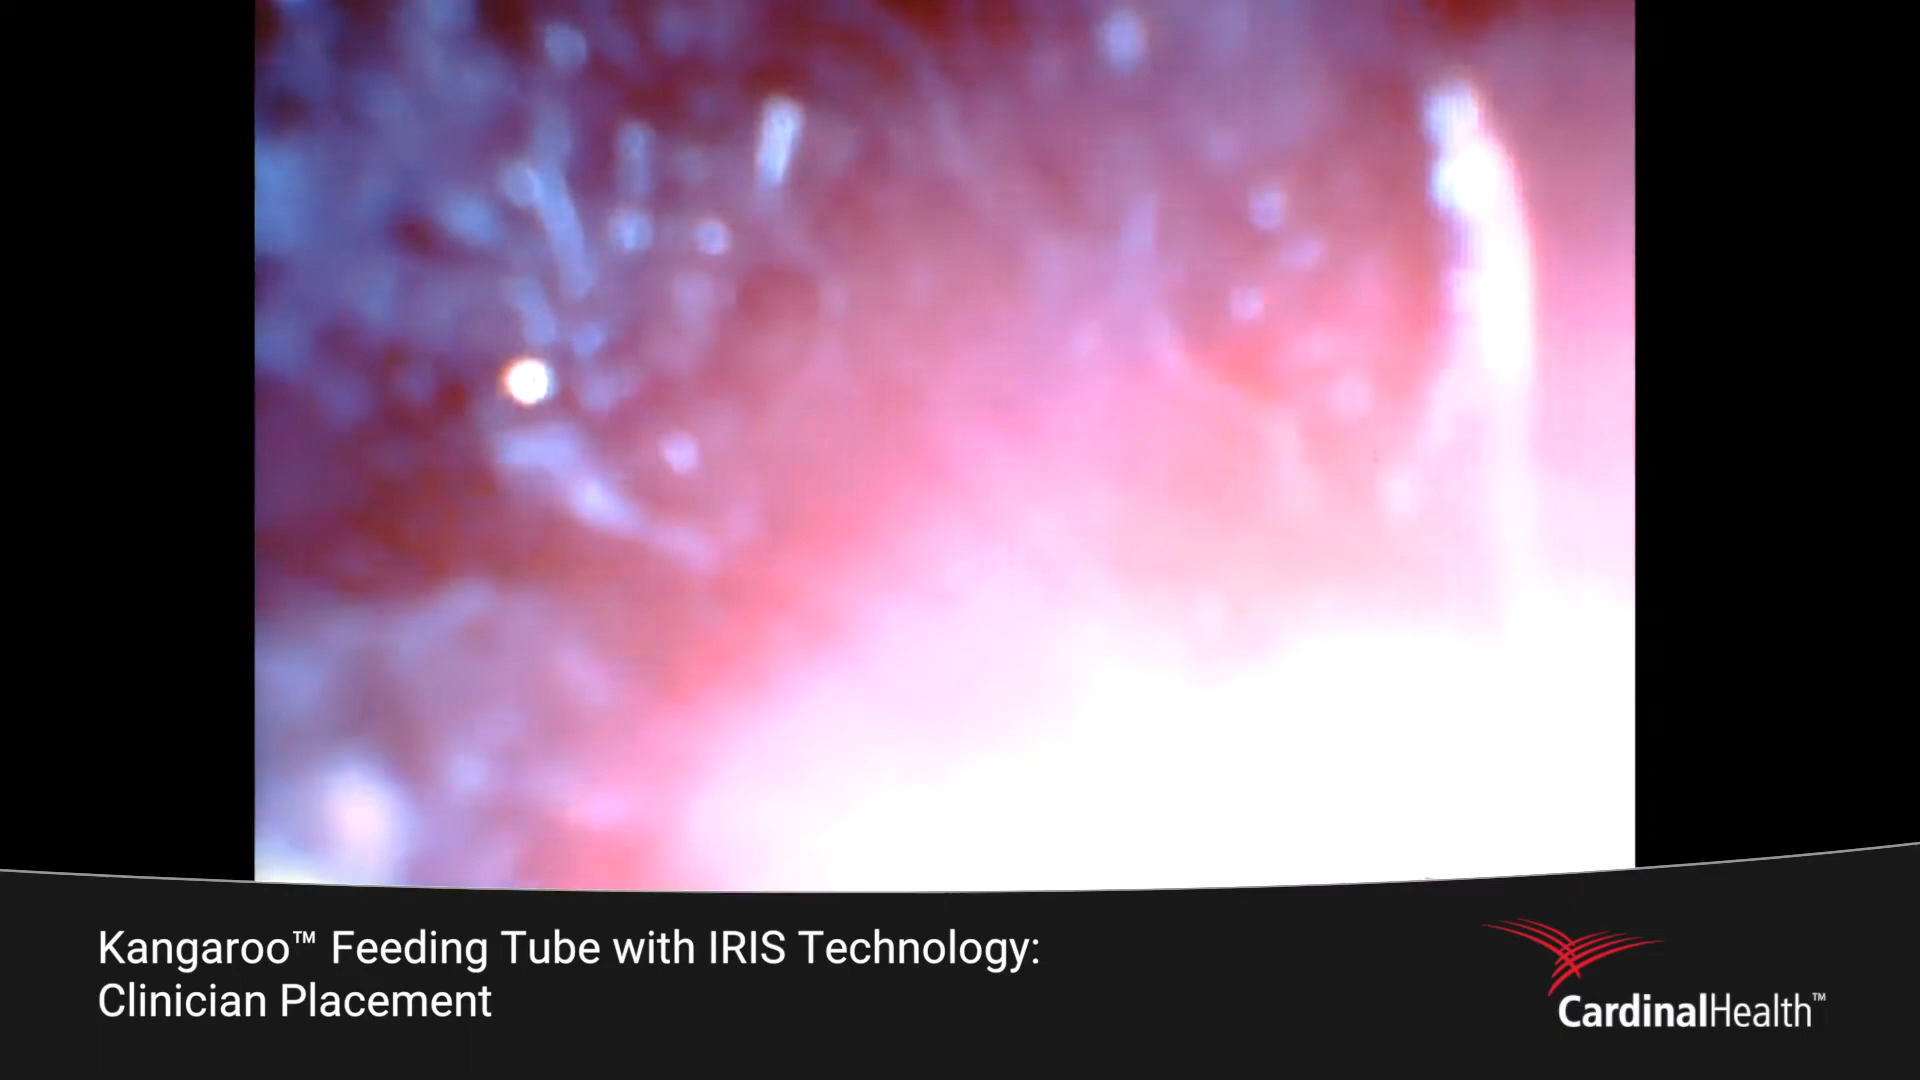 Kangaroo™ Feeding Tube with IRIS Technology:
Clinician Placement
CardinalHealth™